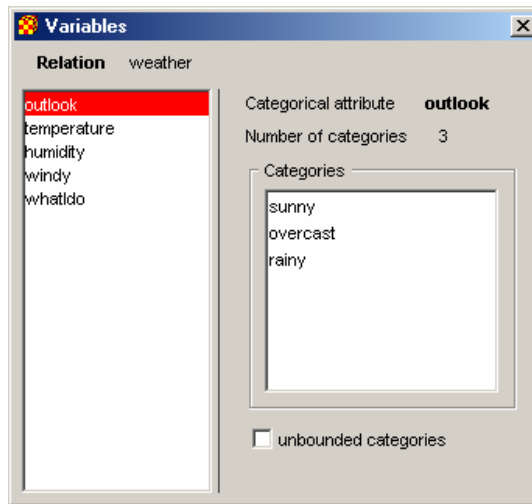 Variables
Relation weather
outlook
temperature
humidity
windy
whatIdo
Categorical attribute outlook
Number of categories 3
Categories
sunny
overcast
rainy
unbounded categories